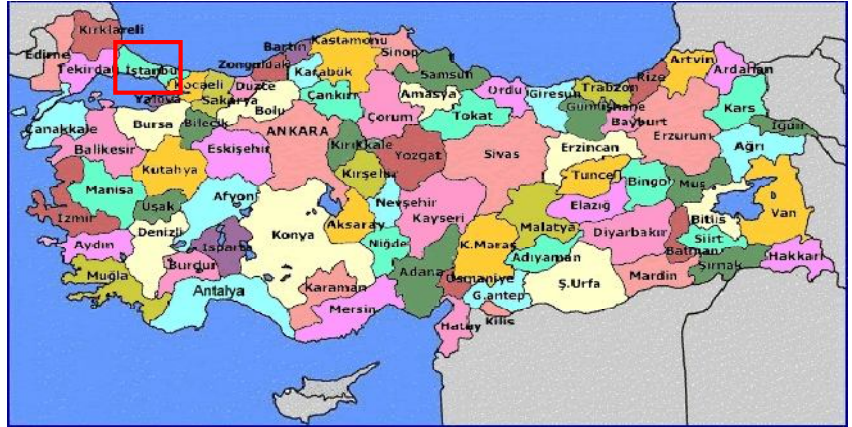 Kırklareli
Edirne
Tekirdağ
İstanbul
Kocaeli
Yalova
Sakarya
Düzce
Zonguldak
Bartın
Karabük
Kastamonu
Sinop
Samsun
Ordu
Giresun
Trabzon
Rize
Artvin
Ardahan
Kars
Iğdır
Ağrı
Erzurum
Bayburt
Gümüşhane
Tokat
Amasya
Çorum
Çankırı
Bolu
Bilecik
Bursa
Çanakkale
Balıkesir
Kutahya
Eskişehir
ANKARA
Kırıkkale
Yozgat
Sivas
Erzincan
Tunceli
Bingöl
Muş
Bitlis
Van
Hakkari
Şırnak
Siirt
Batman
Mardin
Diyarbakır
Elazığ
Malatya
Adıyaman
Ş.Urfa
G.antep
Kilis
Hatay
Osmaniye
K.Maraş
Kayseri
Nevşehir
Kırşehir
Aksaray
Niğde
Adana
Mersin
Karaman
Konya
Afyon
Isparta
Antalya
Burdur
Denizli
Uşak
Manisa
İzmir
Aydın
Muğla